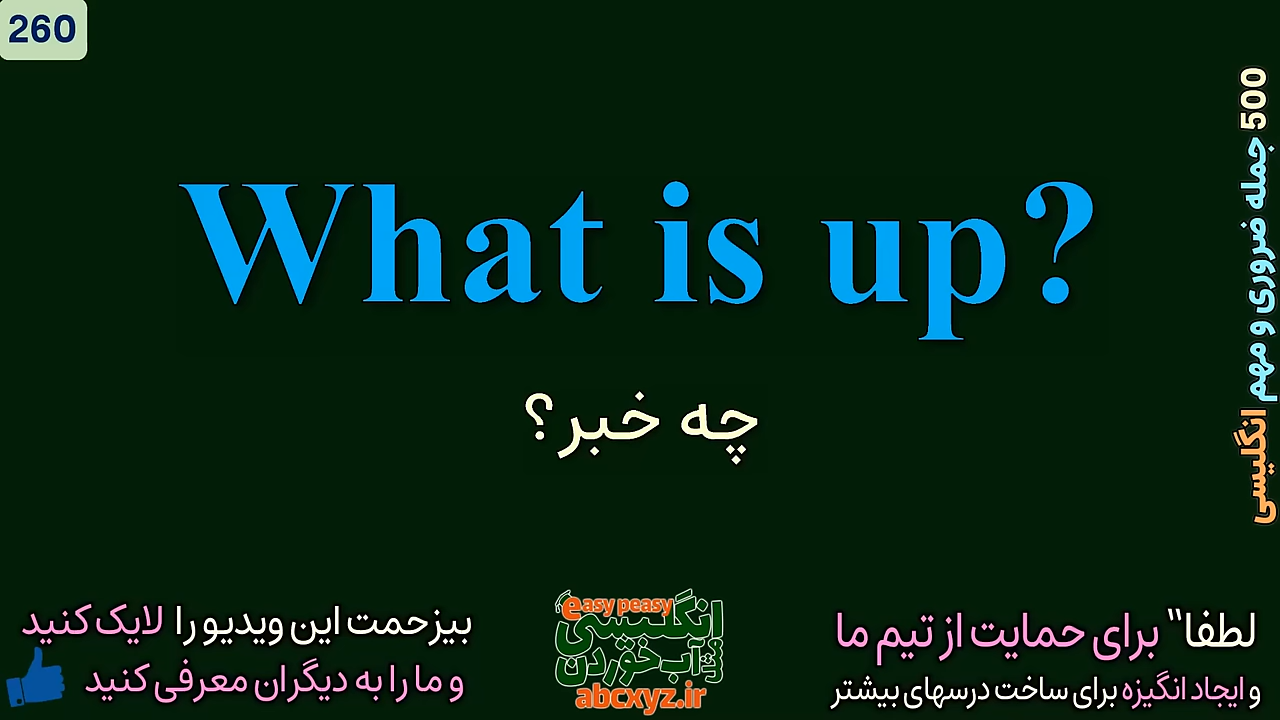 260
What is up?
چه خبر؟
500 جمله ضروری و مهم انگلیسی
لطفا" برای حمایت از تیم ما
و ایجاد انگیزه برای ساخت درسهای بیشتر
easy peasy
انگلیسی
مثل آب خوردن
abcxyz.ir
بیزحمت این ویدیو را لایک کنید
و ما را به دیگران معرفی کنید